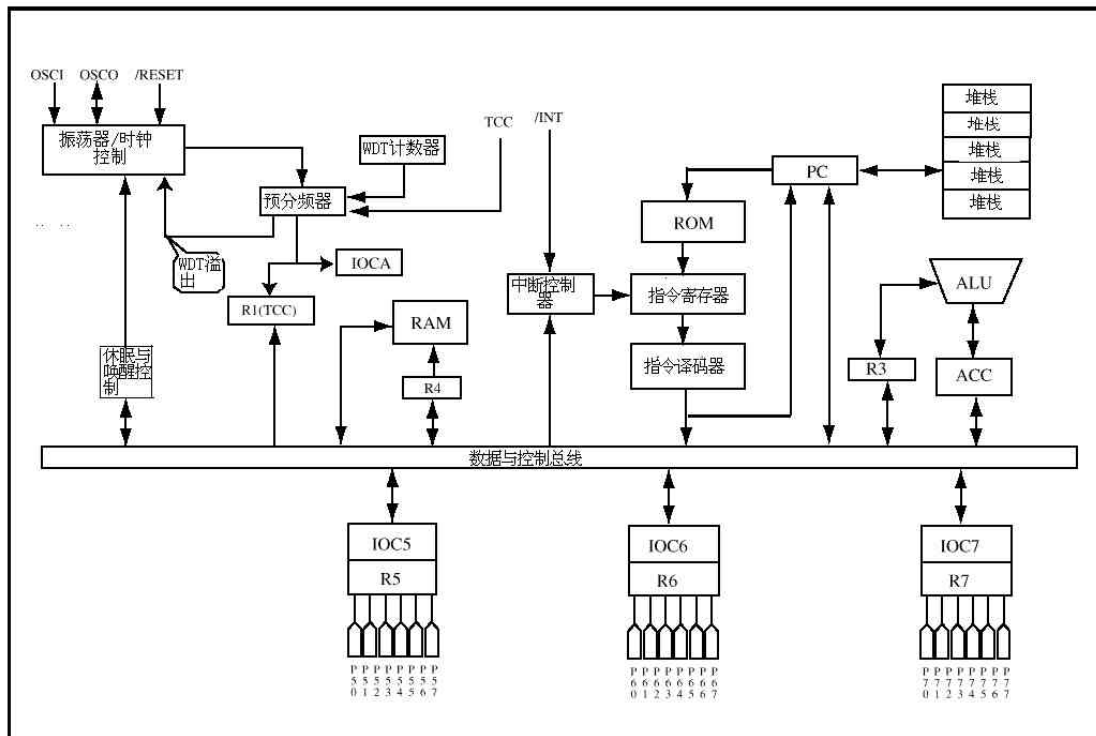 OSCI OSCO /RESET
TCC /INT
振荡器/时钟
控制
WDT计数器
预分频器
WDT溢
出
IOCA
R1(TCC)
休眠与
唤醒控
制
RAM
R4
中断控制
器
PC
ROM
指令寄存器
指令译码器
堆栈
堆栈
堆栈
堆栈
堆栈
ALU
R3
ACC
数据与控制总线
IOC5
R5
P50 P51 P52 P53 P54 P55 P56 P57
IOC6
R6
P60 P61 P62 P63 P64 P65 P66 P67
IOC7
R7
P70 P71 P72 P73 P74 P75 P76 P77